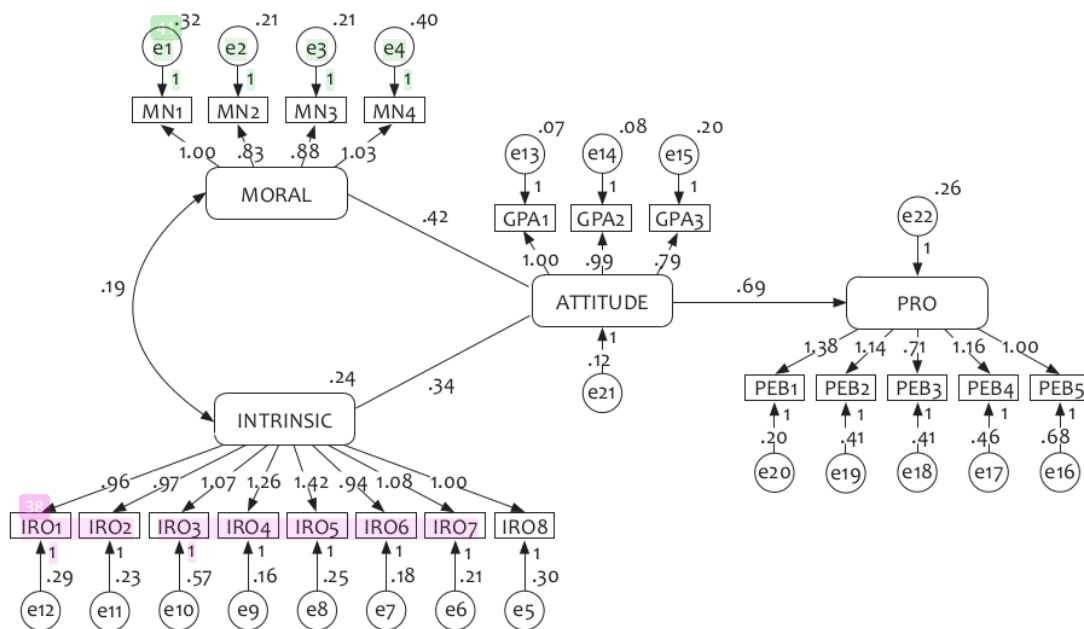 41
.32 .21 .21 .40
e1 e2 e3 e4
1 1 1 1
MN1 MN2 MN3 MN4
1.00 .83 .88 1.03
MORAL
.07 .08 .20
e13 e14 e15
1 1 1
GPA1 GPA2 GPA3
1.00 .99 .79
.42
.26
e22
1
.19
ATTITUDE
.69
PRO
1
.12
e21
.34
1.38 1.14 .71 1.16 1.00
PEB1 PEB2 PEB3 PEB4 PEB5
1 1 1 1 1
.20 .41 .41 .46 .68
e20 e19 e18 e17 e16
.24
INTRINSIC
.96 .97 1.07 1.26 1.42 .94 1.08 1.00
38
IRO1 IRO2 IRO3 IRO4 IRO5 IRO6 IRO7 IRO8
1 1 1 1 1 1 1 1
.29 .23 .57 .16 .25 .18 .21 .30
e12 e11 e10 e9 e8 e7 e6 e5